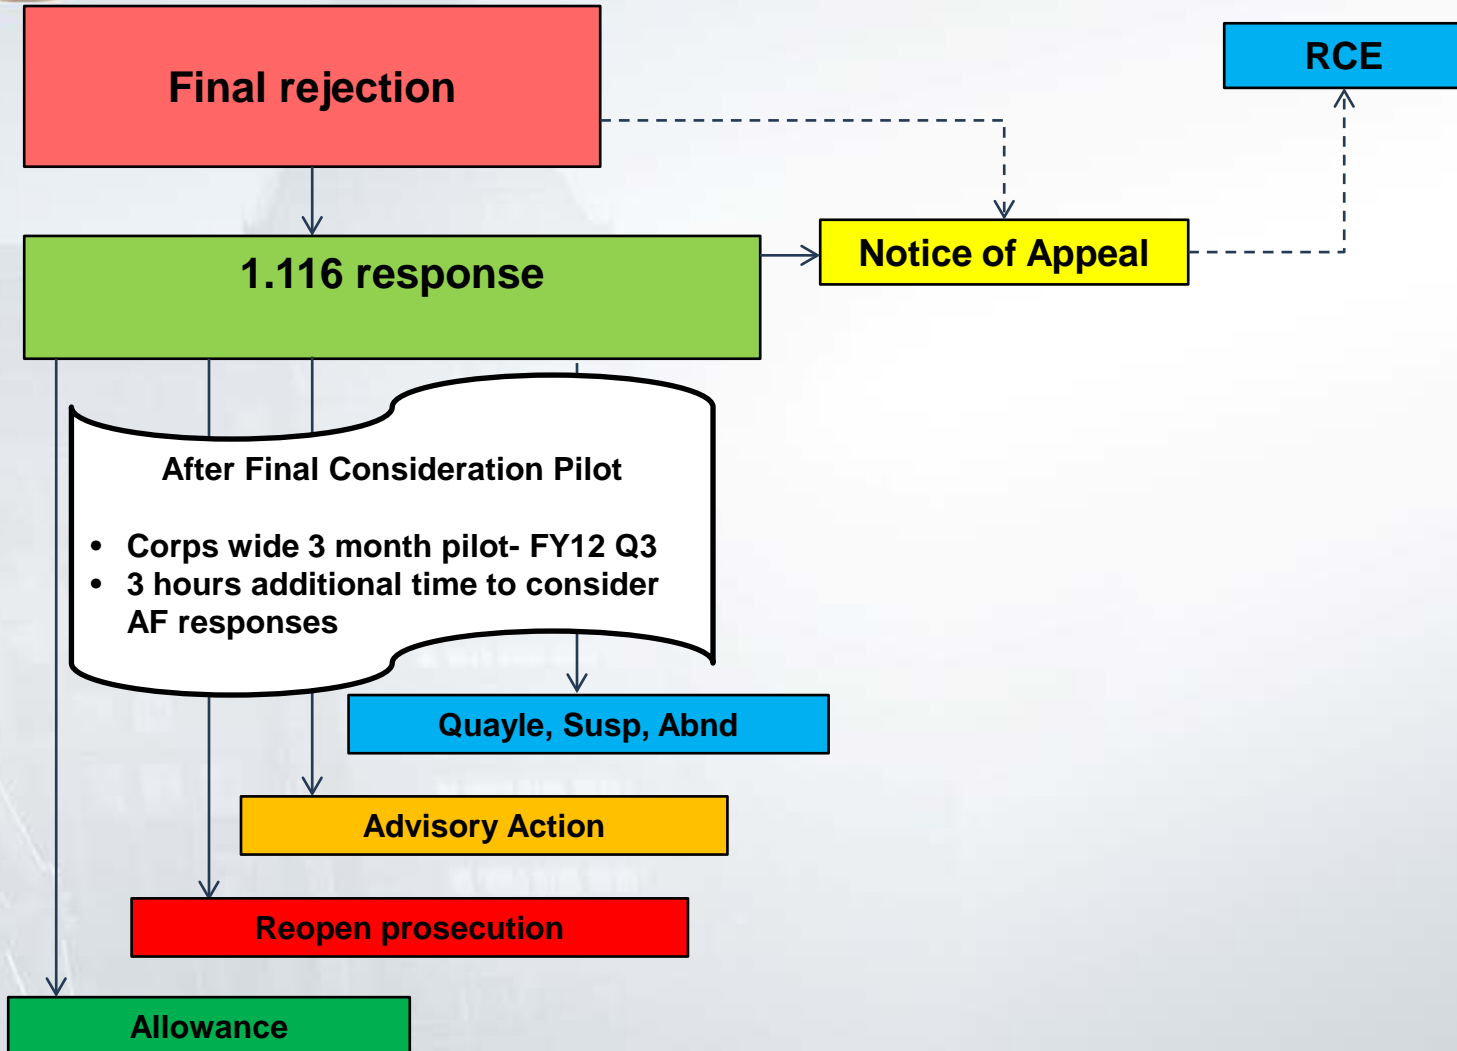 Final rejection
RCE
1.116 response
Notice of Appeal
After Final Consideration Pilot
• Corps wide 3 month pilot- FY12 Q3
• 3 hours additional time to consider
AF responses
Quayle, Susp, Abnd
Advisory Action
Reopen prosecution
Allowance